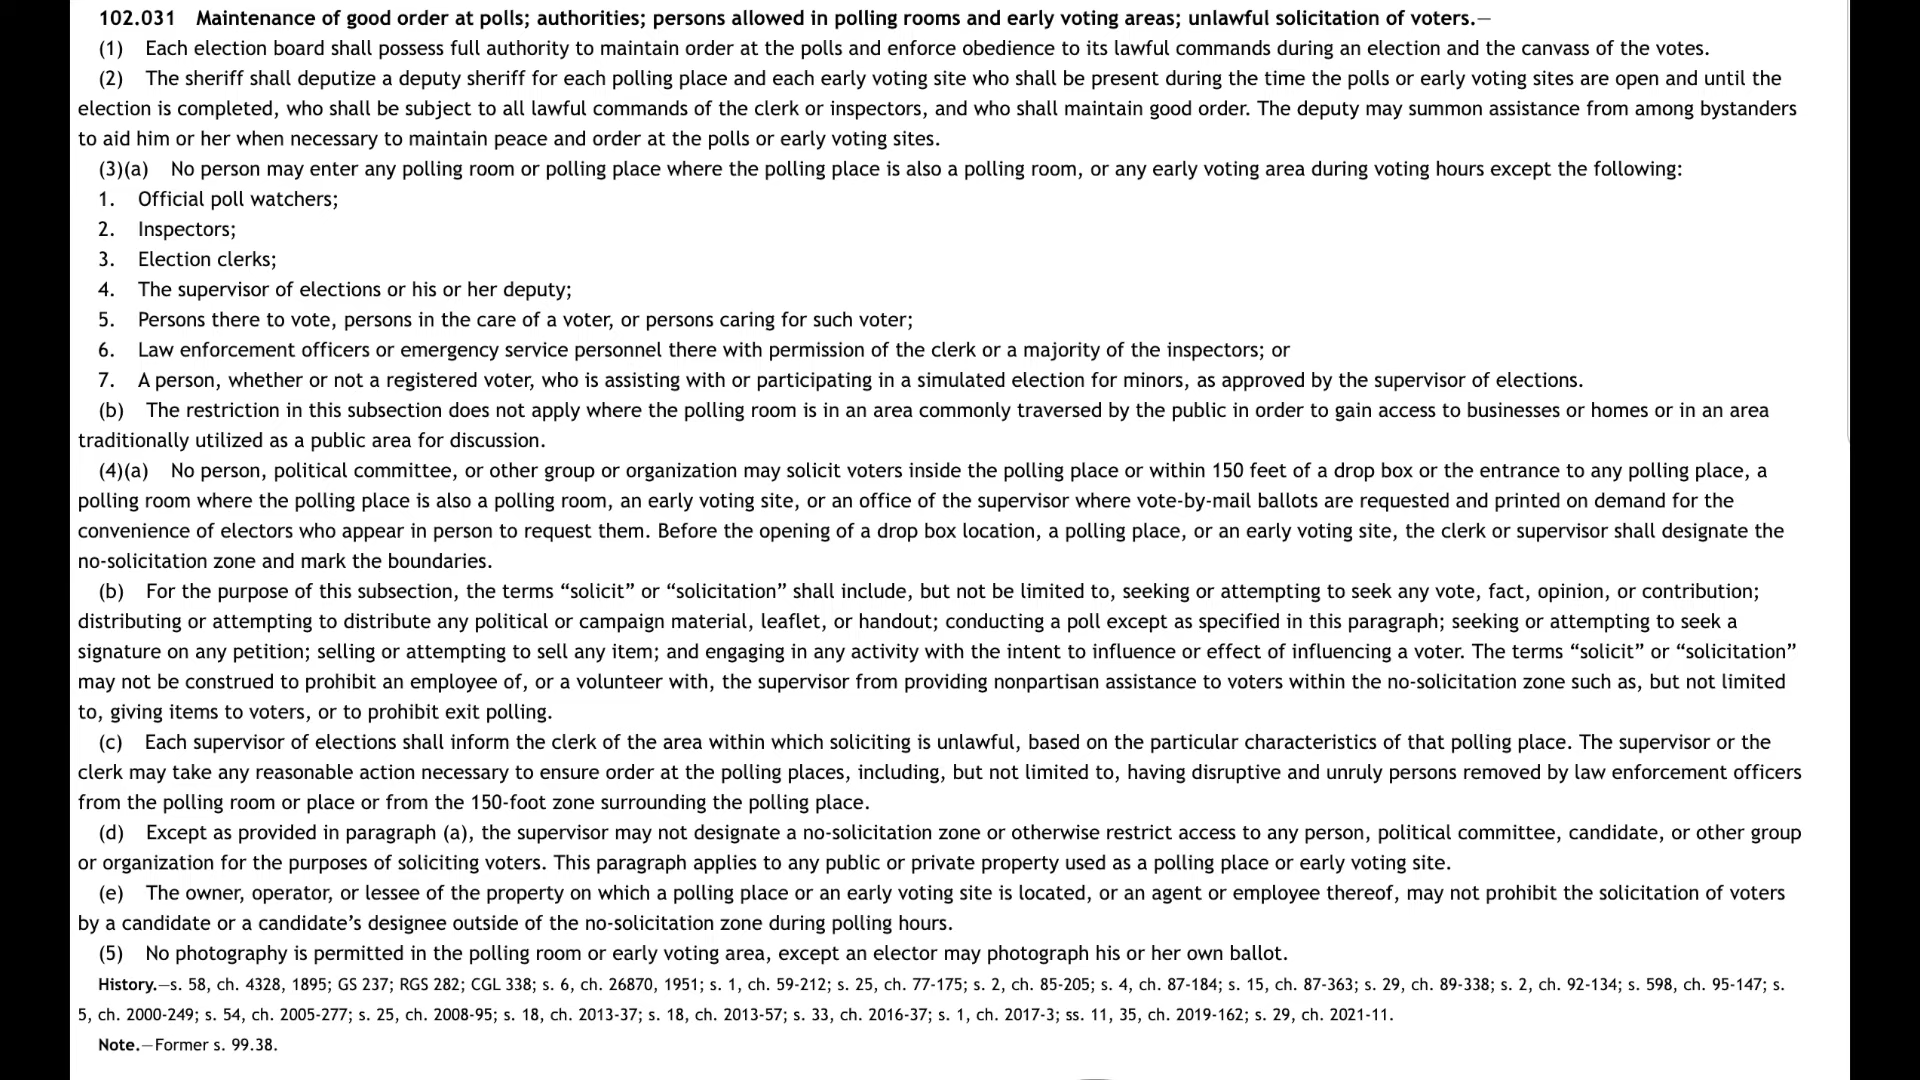 102.031 Maintenance of good order at polls; authorities; persons allowed in polling rooms and early voting areas; unlawful solicitation of voters.—
(1) Each election board shall possess full authority to maintain order at the polls and enforce obedience to its lawful commands during an election and the canvass of the votes.
(2) The sheriff shall deputize a deputy sheriff for each polling place and each early voting site who shall be present during the time the polls or early voting sites are open and until the
election is completed, who shall be subject to all lawful commands of the clerk or inspectors, and who shall maintain good order. The deputy may summon assistance from among bystanders
to aid him or her when necessary to maintain peace and order at the polls or early voting sites.
(3)(a) No person may enter any polling room or polling place where the polling place is also a polling room, or any early voting area during voting hours except the following:
1. Official poll watchers;
2. Inspectors;
3. Election clerks;
4. The supervisor of elections or his or her deputy;
5. Persons there to vote, persons in the care of a voter, or persons caring for such voter;
6. Law enforcement officers or emergency service personnel there with permission of the clerk or a majority of the inspectors; or
7. A person, whether or not a registered voter, who is assisting with or participating in a simulated election for minors, as approved by the supervisor of elections.
(b) The restriction in this subsection does not apply where the polling room is in an area commonly traversed by the public in order to gain access to businesses or homes or in an area
traditionally utilized as a public area for discussion.
(4)(a) No person, political committee, or other group or organization may solicit voters inside the polling place or within 150 feet of a drop box or the entrance to any polling place, a
polling room where the polling place is also a polling room, an early voting site, or an office of the supervisor where vote-by-mail ballots are requested and printed on demand for the
convenience of electors who appear in person to request them. Before the opening of a drop box location, a polling place, or an early voting site, the clerk or supervisor shall designate the
no-solicitation zone and mark the boundaries.
(b) For the purpose of this subsection, the terms “solicit” or “solicitation” shall include, but not be limited to, seeking or attempting to seek any vote, fact, opinion, or contribution;
distributing or attempting to distribute any political or campaign material, leaflet, or handout; conducting a poll except as specified in this paragraph; seeking or attempting to seek a
signature on any petition; selling or attempting to sell any item; and engaging in any activity with the intent to influence or effect of influencing a voter. The terms “solicit” or “solicitation”
may not be construed to prohibit an employee of, or a volunteer with, the supervisor from providing nonpartisan assistance to voters within the no-solicitation zone such as, but not limited
to, giving items to voters, or to prohibit exit polling.
(c) Each supervisor of elections shall inform the clerk of the area within which soliciting is unlawful, based on the particular characteristics of that polling place. The supervisor or the
clerk may take any reasonable action necessary to ensure order at the polling places, including, but not limited to, having disruptive and unruly persons removed by law enforcement officers
from the polling room or place or from the 150-foot zone surrounding the polling place.
(d) Except as provided in paragraph (a), the supervisor may not designate a no-solicitation zone or otherwise restrict access to any person, political committee, candidate, or other group
or organization for the purposes of soliciting voters. This paragraph applies to any public or private property used as a polling place or early voting site.
(e) The owner, operator, or lessee of the property on which a polling place or an early voting site is located, or an agent or employee thereof, may not prohibit the solicitation of voters
by a candidate or a candidate’s designee outside of the no-solicitation zone during polling hours.
(5) No photography is permitted in the polling room or early voting area, except an elector may photograph his or her own ballot.
History.—s. 58, ch. 4328, 1895; GS 237; RGS 282; CGL 338; s. 6, ch. 26870, 1951; s. 1, ch. 59-212; s. 25, ch. 77-175; s. 2, ch. 85-205; s. 4, ch. 87-184; s. 15, ch. 87-363; s. 29, ch. 89-338; s. 2, ch. 92-134; s. 598, ch. 95-147; s.
5, ch. 2000-249; s. 54, ch. 2005-277; s. 25, ch. 2008-95; s. 18, ch. 2013-37; s. 18, ch. 2013-57; s. 33, ch. 2016-37; s. 1, ch. 2017-3; ss. 11, 35, ch. 2019-162; s. 29, ch. 2021-11.
Note.—Former s. 99.38.